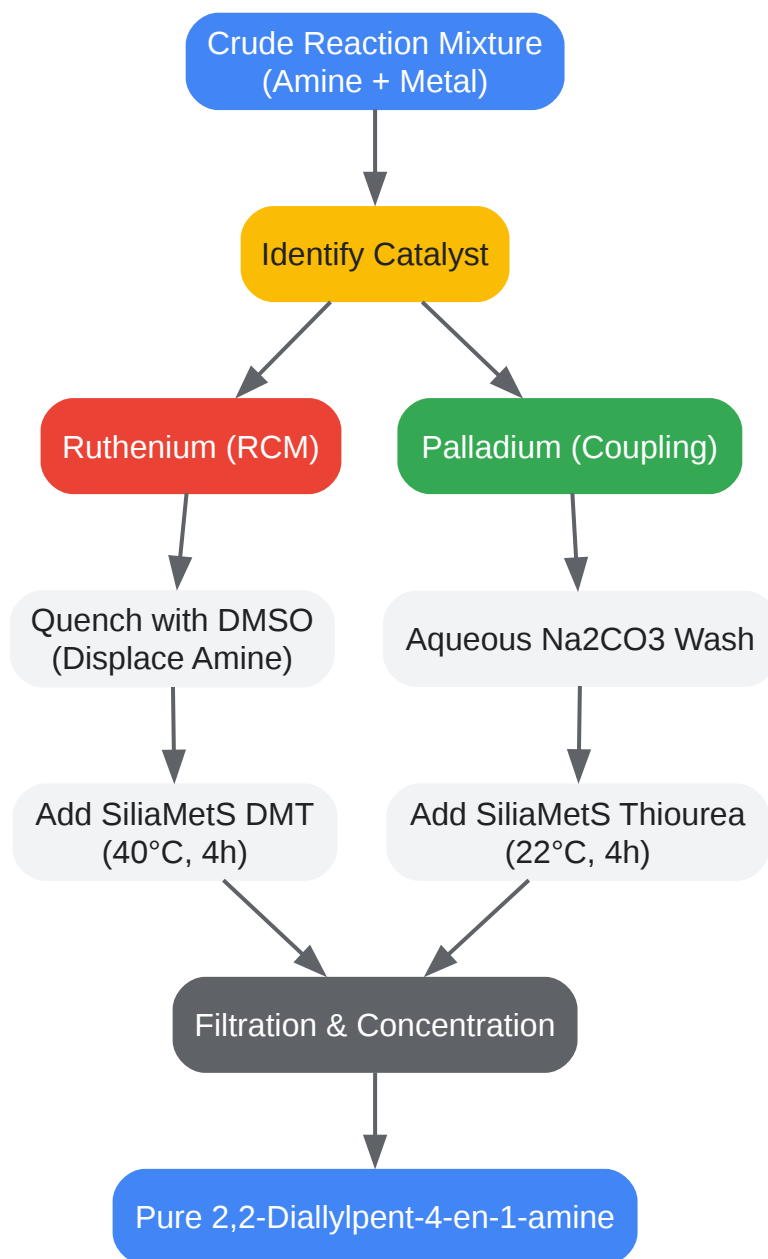 Crude Reaction Mixture
(Amine + Metal)
Identify Catalyst
Ruthenium (RCM)
Palladium (Coupling)
Quench with DMSO
(Displace Amine)
Aqueous Na2CO3 Wash
Add SiliaMetS DMT
(40°C, 4h)
Add SiliaMetS Thiourea
(22°C, 4h)
Filtration & Concentration
Pure 2,2-Diallylpent-4-en-1-amine